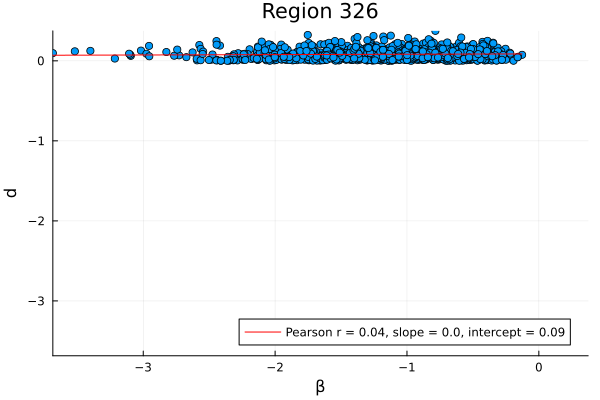 Region 326
d
0
−1
−2
−3
Pearson r = 0.04, slope = 0.0, intercept = 0.09
−3 −2 −1 0
β